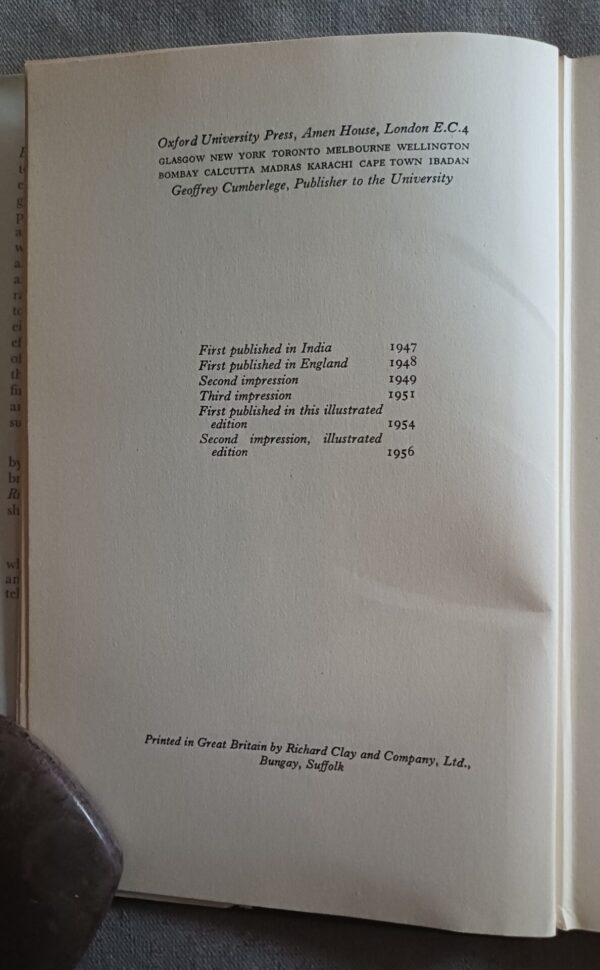 Oxford University Press, Amen House, London E.C.4
GLASGOW NEW YORK TORONTO MELBOURNE WELLINGTON
BOMBAY CALCUTTA MADRAS KARACHI CAPE TOWN IBADAN
Geoffrey Cumberlege, Publisher to the University
First published in India 1947
First published in England 1948
Second impression 1949
Third impression 1951
First published in this illustrated
edition 1954
Second impression, illustrated
edition 1956
Printed in Great Britain by Richard Clay and Company, Ltd.,
Bungay, Suffolk